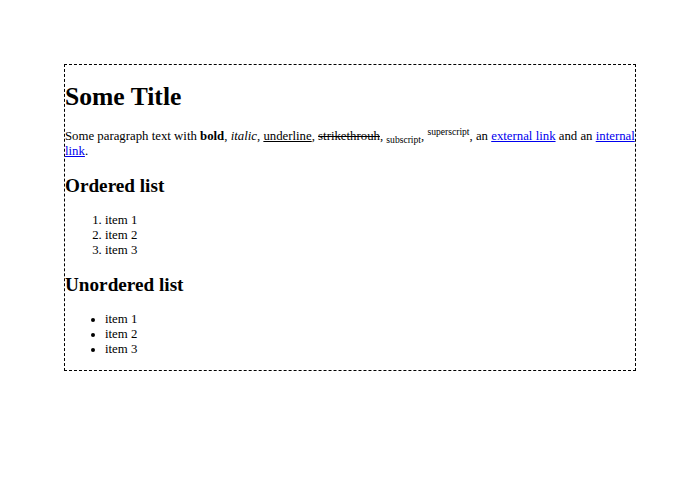 Some Title
Some paragraph text with bold, italic, underline, strikethrouh, subscript, superscript, an external link and an internal
link.
Ordered list
1. item 1
2. item 2
3. item 3
Unordered list
• item 1
• item 2
• item 3